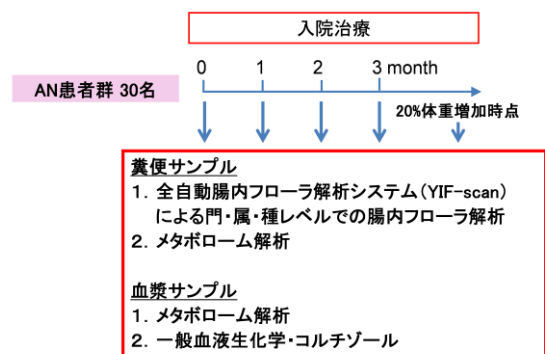 入院治療
0 1 2 3 month
AN患者群 30名
20%体重増加時点
糞便サンプル
1. 全自動腸内フローラ解析システム(YIF-scan)
による門・属・種レベルでの腸内フローラ解析
2. メタボローム解析
血漿サンプル
1. メタボローム解析
2. 一般血液生化学・コルチゾール